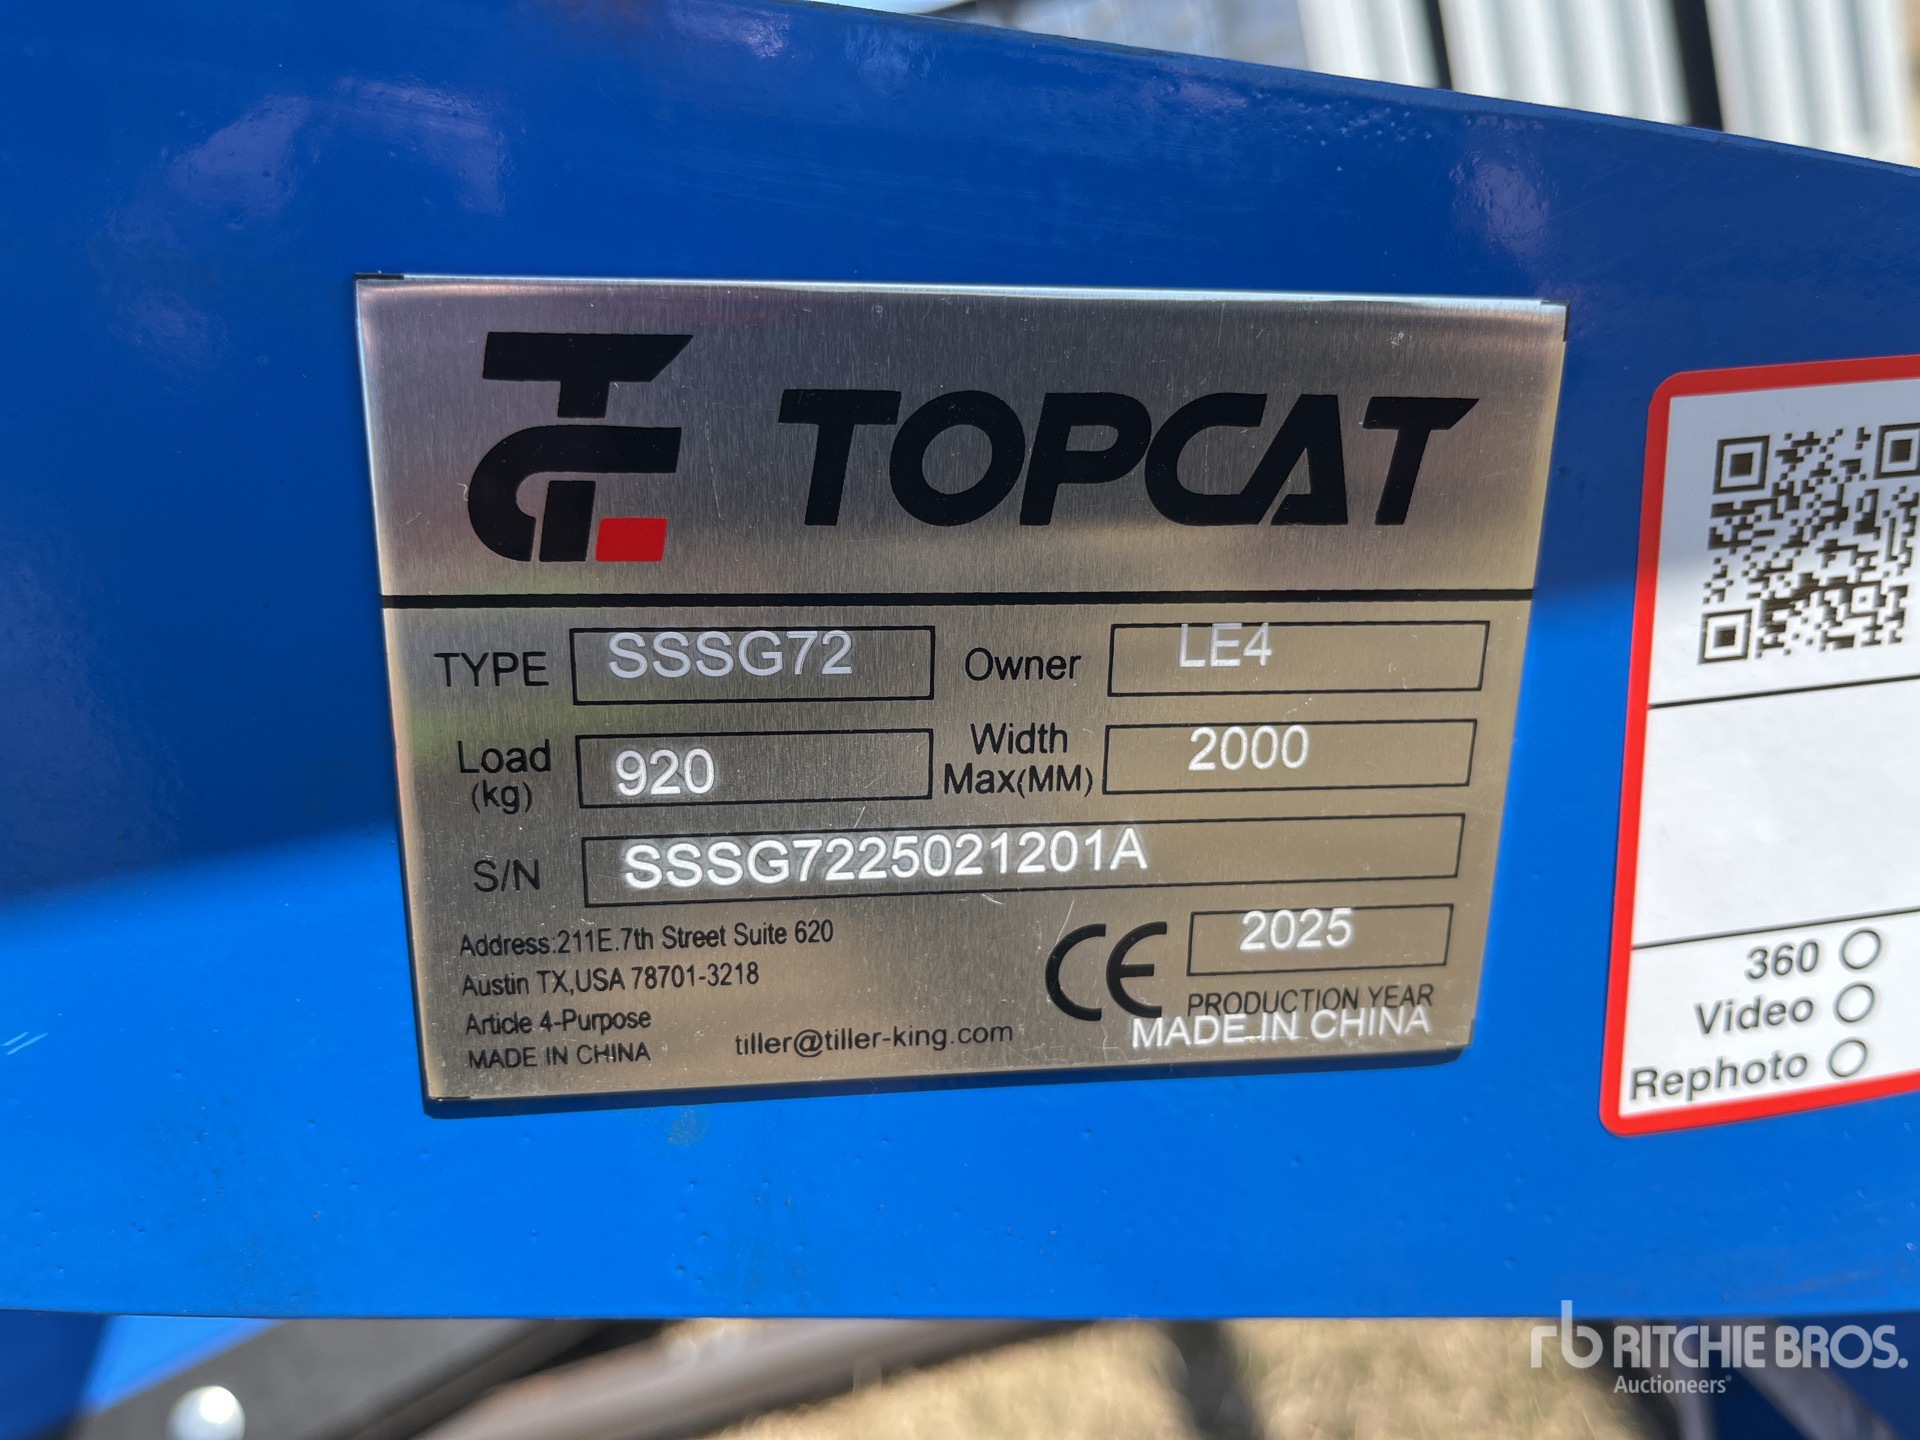 TC TOPCAT
TYPE SSSG72 Owner LE4
Load (kg) 920 Width Max(MM) 2000
S/N SSSG7225021201A
Address:211E.7th Street Suite 620
Austin TX,USA 78701-3218
Article 4-Purpose
MADE IN CHINA
tiller@tiller-king.com
CE 2025
PRODUCTION YEAR
MADE IN CHINA
360
Video
Rephoto
rb RITCHIE BROS.
Auctioneers